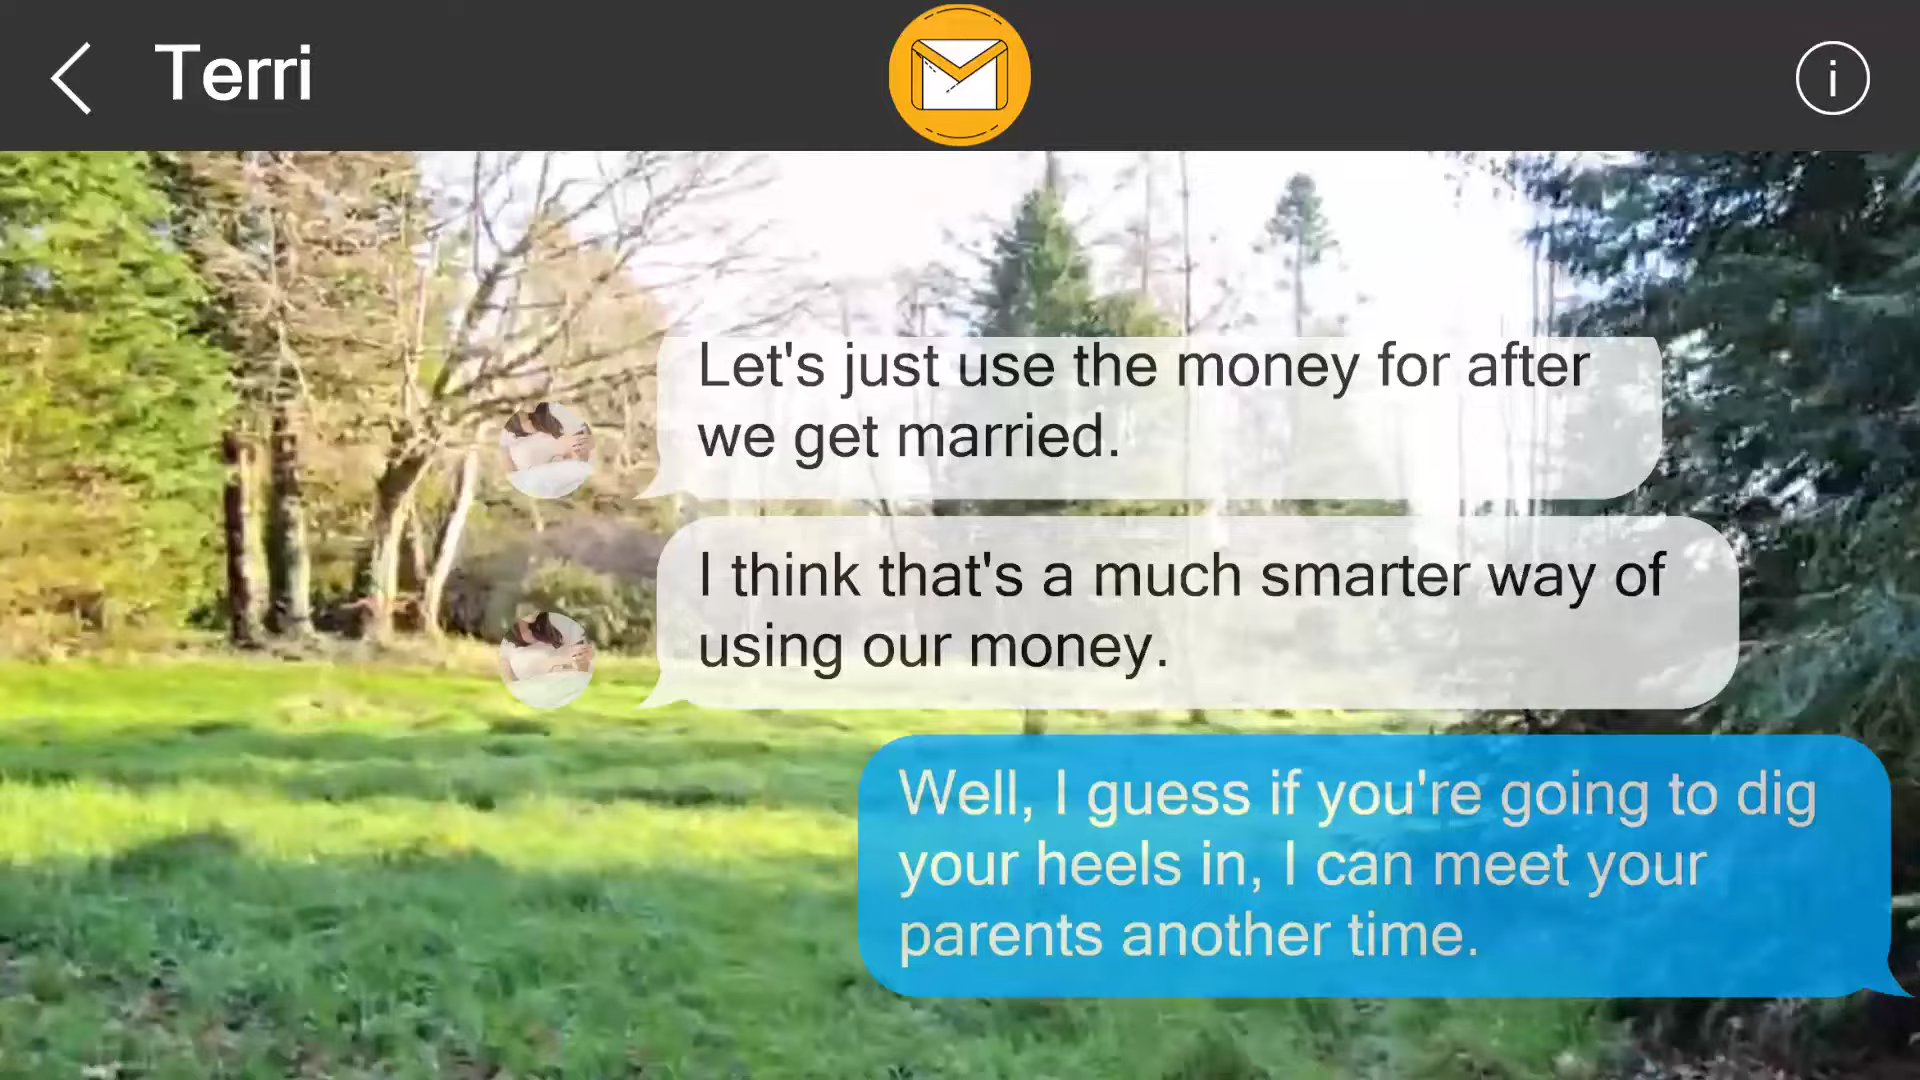 Terri
Let's just use the money for after
we get married.
I think that's a much smarter way of
using our money.
Well, I guess if you're going to dig
your heels in, I can meet your
parents another time.